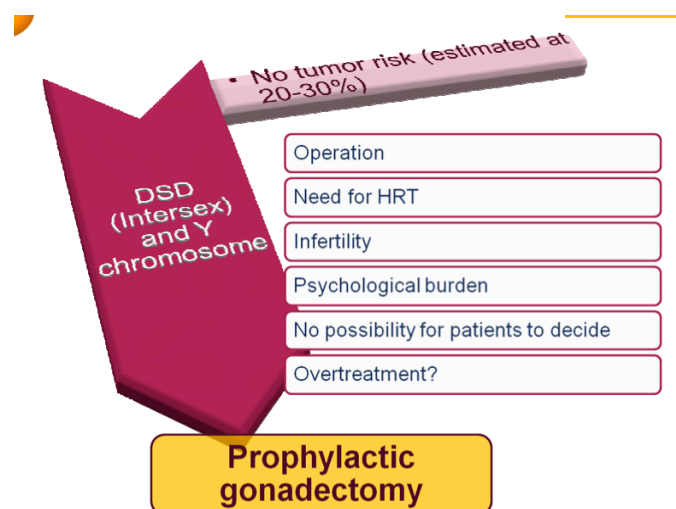 • No tumor risk (estimated at
20-30%)
DSD
(Intersex)
and Y
chromosome
Operation
Need for HRT
Infertility
Psychological burden
No possibility for patients to decide
Overtreatment?
Prophylactic
gonadectomy